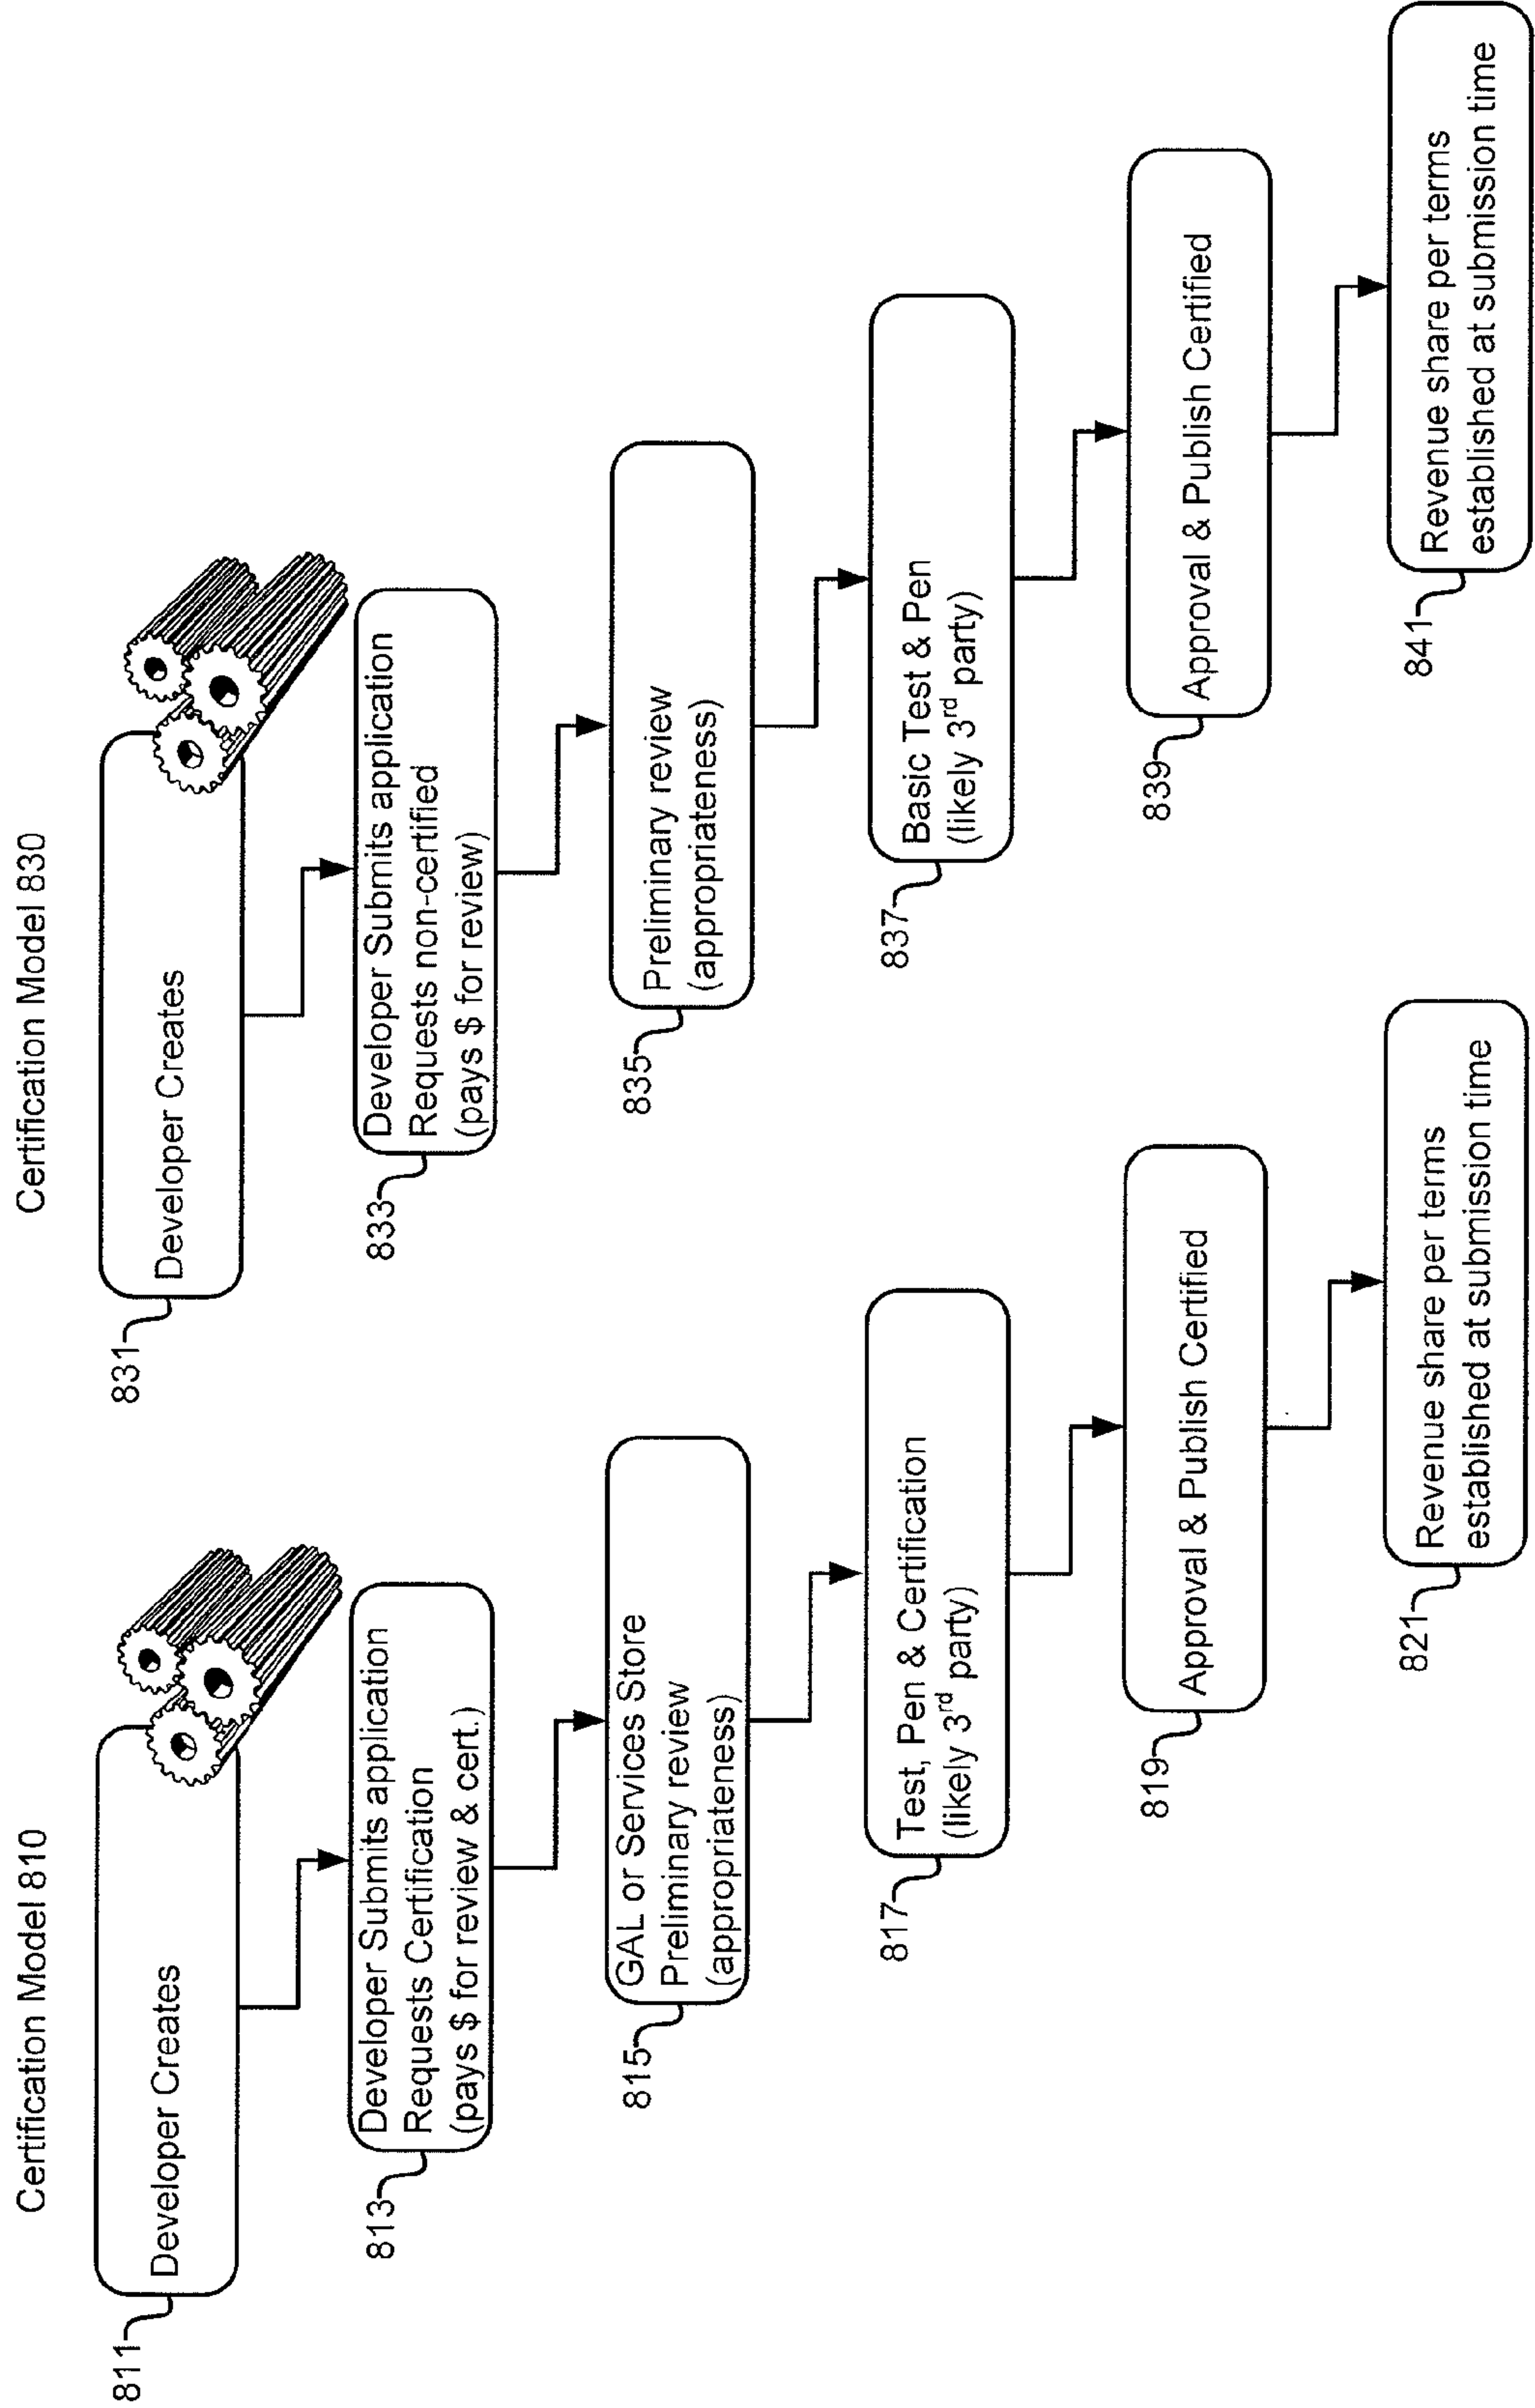 Certification Model 810
811
Developer Creates
813
Developer Submits application
Requests Certification
(pays $ for review & cert.)
815
GAL or Services Store
Preliminary review
(appropriateness)
817
Test, Pen & Certification
(likely 3rd party)
819
Approval & Publish Certified
821
Revenue share per terms
established at submission time
Certification Model 830
831
Developer Creates
833
Developer Submits application
Requests non-certified
(pays $ for review)
835
Preliminary review
(appropriateness)
837
Basic Test & Pen
(likely 3rd party)
839
Approval & Publish Certified
841
Revenue share per terms
established at submission time